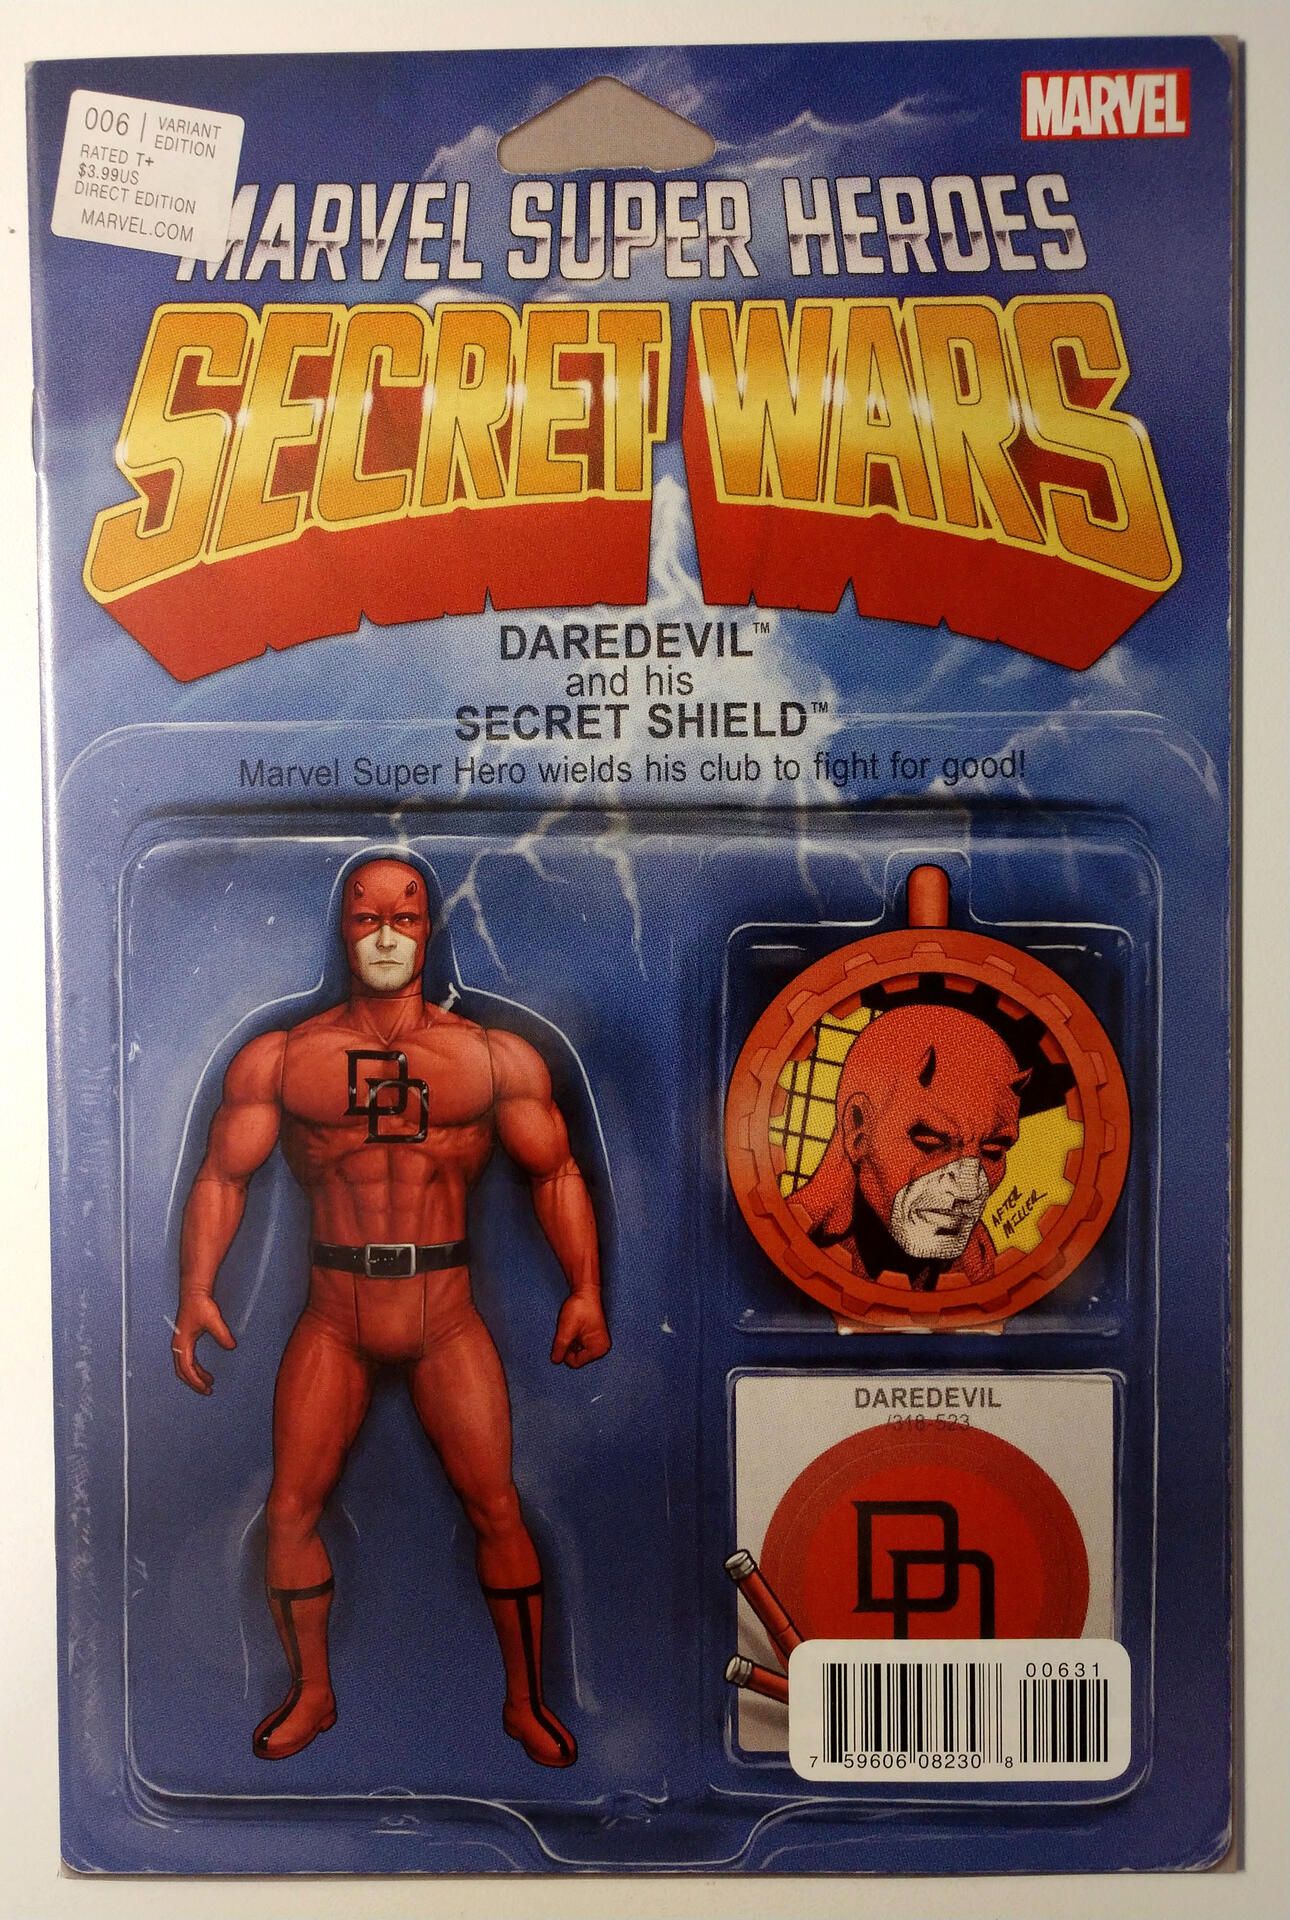 006 | VARIANT
EDITION
RATED T+
$3.99US
DIRECT EDITION
MARVEL.COM
MARVEL
MARVEL SUPER HEROES
SECRET WARS
DAREDEVIL™
and his
SECRET SHIELD™
Marvel Super Hero wields his club to fight for good!
DD
AFTER
MILLER
DAREDEVIL
/318-523
DD
00631
7 59606 08230 8